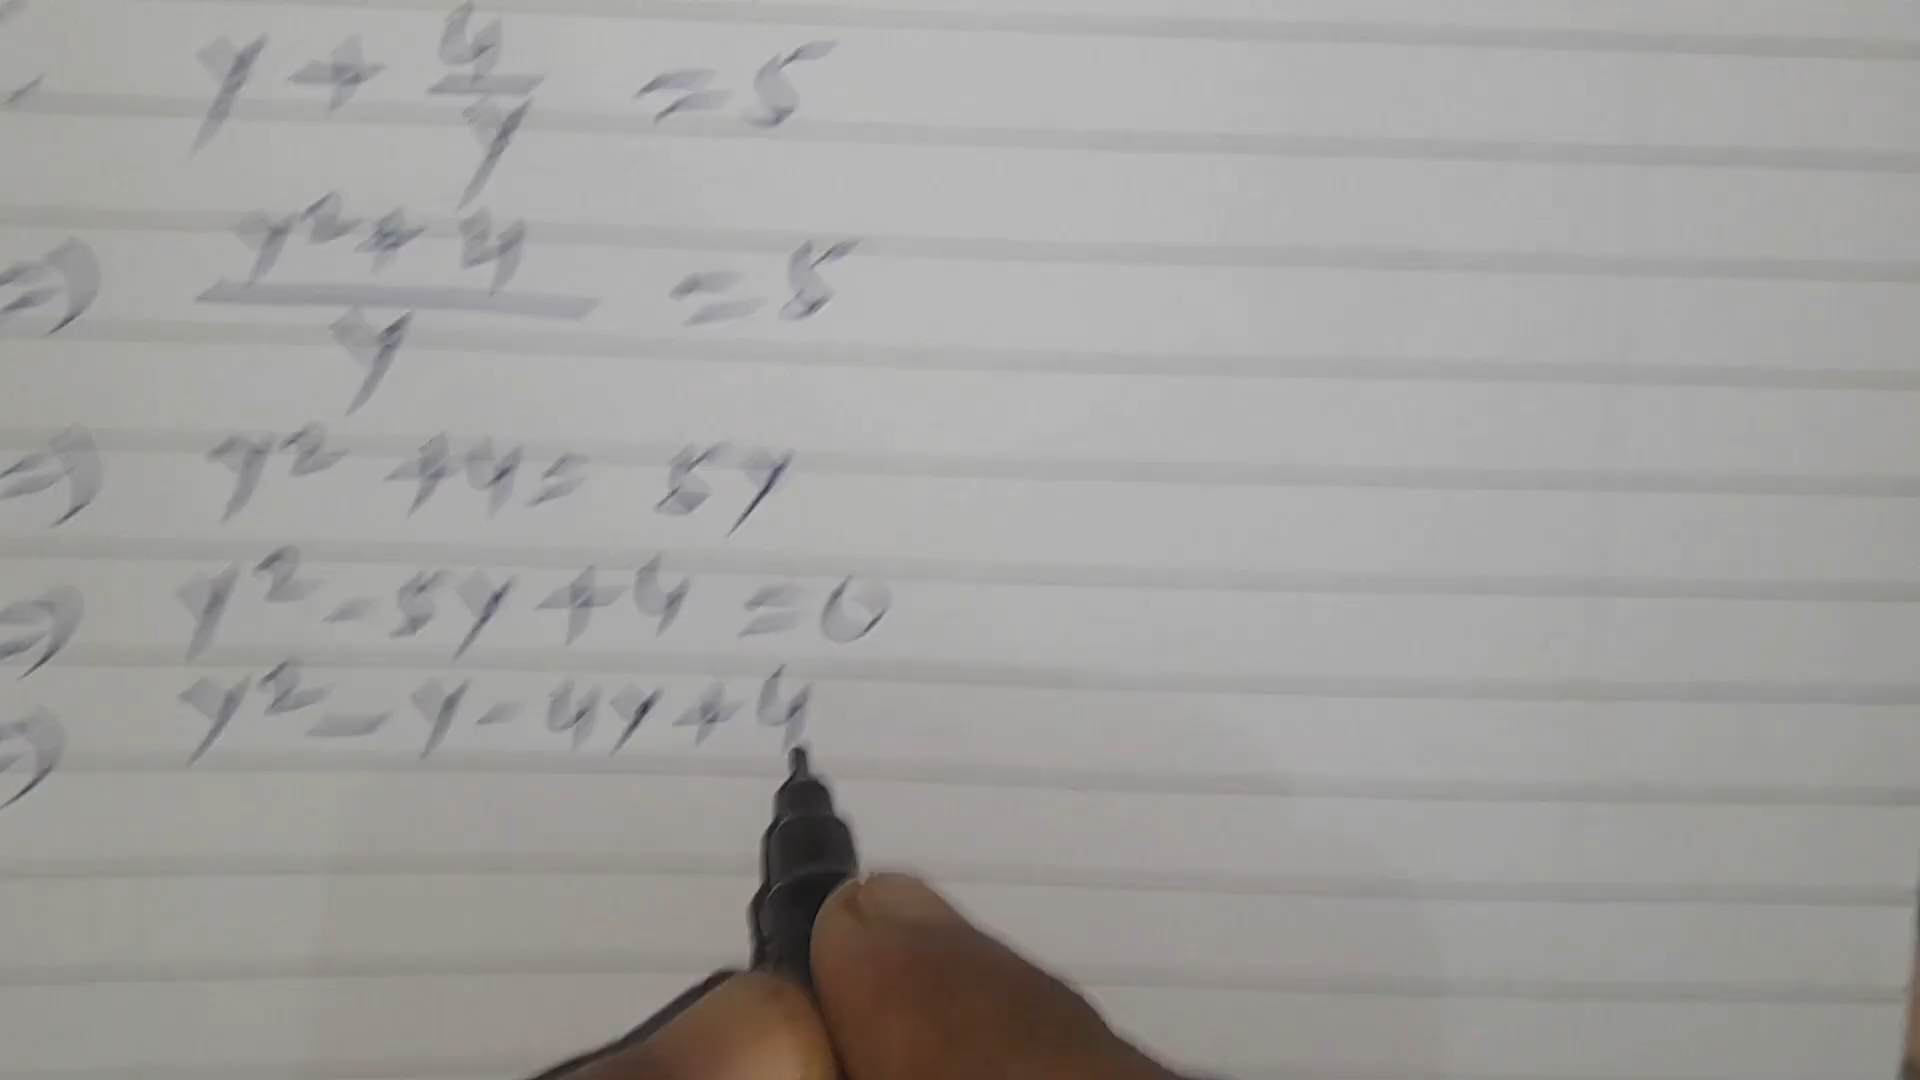 y + 4/y = 5
⇒ (y² + 4)/y = 5
⇒ y² + 4 = 5y
⇒ y² - 5y + 4 = 0
⇒ y² - y - 4y + 4